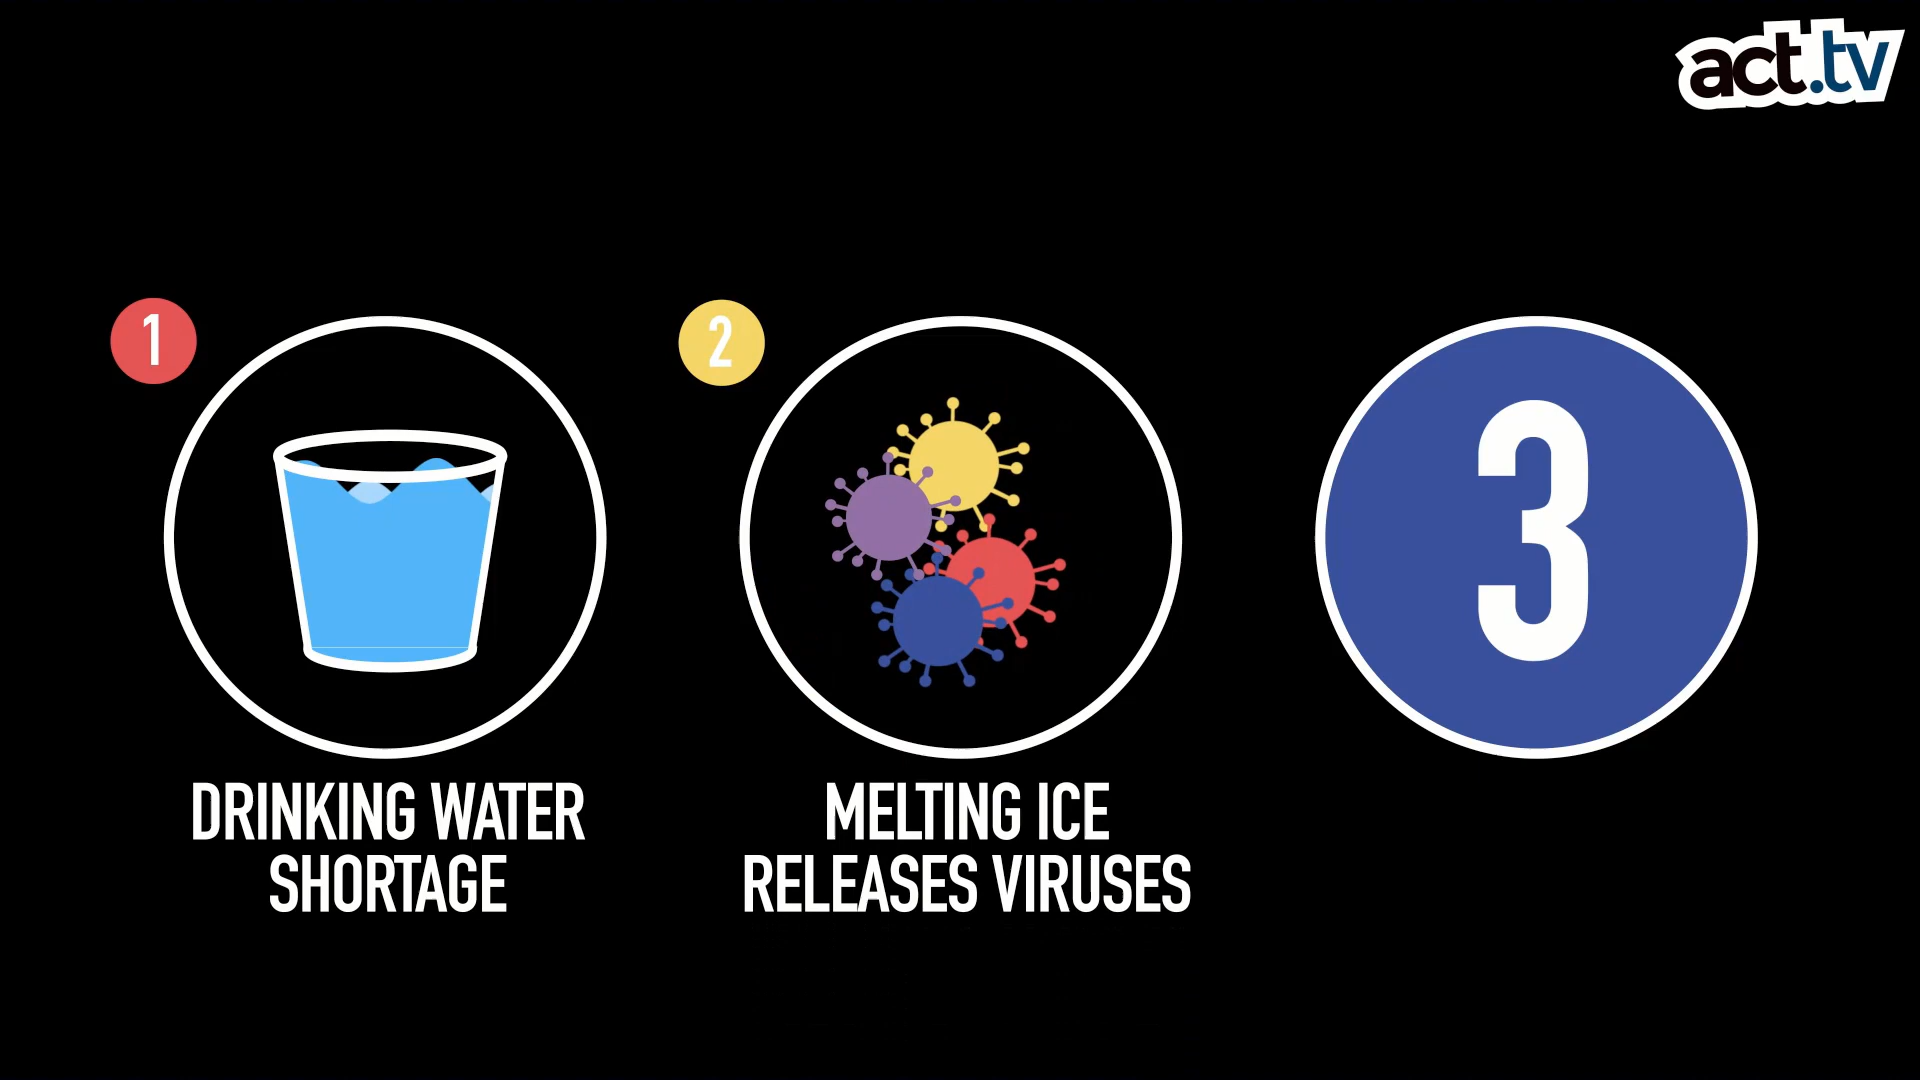 act.tv
1
DRINKING WATER
SHORTAGE
2
MELTING ICE
RELEASES VIRUSES
3